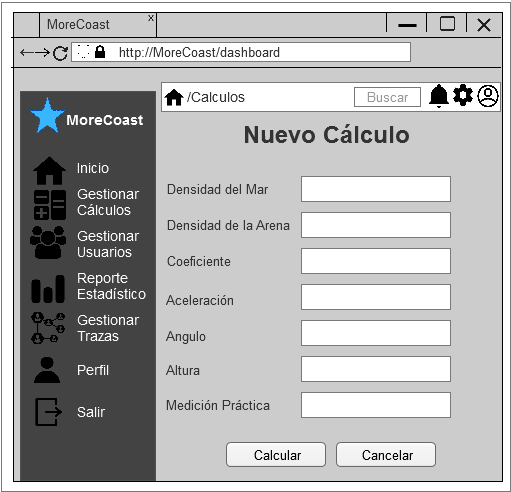 MoreCoast
x
http://MoreCoast/dashboard
MoreCoast
Inicio
Gestionar
Cálculos
Gestionar
Usuarios
Reporte
Estadístico
Gestionar
Trazas
Perfil
Salir
/Calculos
Buscar
Nuevo Cálculo
Densidad del Mar
Densidad de la Arena
Coeficiente
Aceleración
Angulo
Altura
Medición Práctica
Calcular
Cancelar